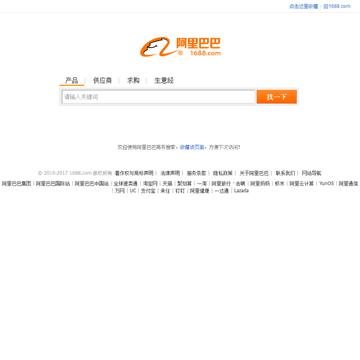 点击这里收藏 | 回1688.com
阿里巴巴
1688.com
产品 | 供应商 | 求购 | 生意经
请输入关键词 找一下
欢迎使用阿里巴巴商务搜索，收藏该页面，方便下次访问！
© 2010-2017 1688.com 版权所有 著作权与商标声明 | 法律声明 | 服务条款 | 隐私政策 | 关于阿里巴巴 | 联系我们 | 网站导航
阿里巴巴集团 | 阿里巴巴国际站 | 阿里巴巴中国站 | 全球速卖通 | 淘宝网 | 天猫 | 聚划算 | 一淘 | 阿里旅行 · 去啊 | 阿里妈妈 | 虾米 | 阿里云计算 | YunOS | 阿里通信
| 万网 | UC | 支付宝 | 来往 | 钉钉 | 阿里健康 | 一达通 | Lazada